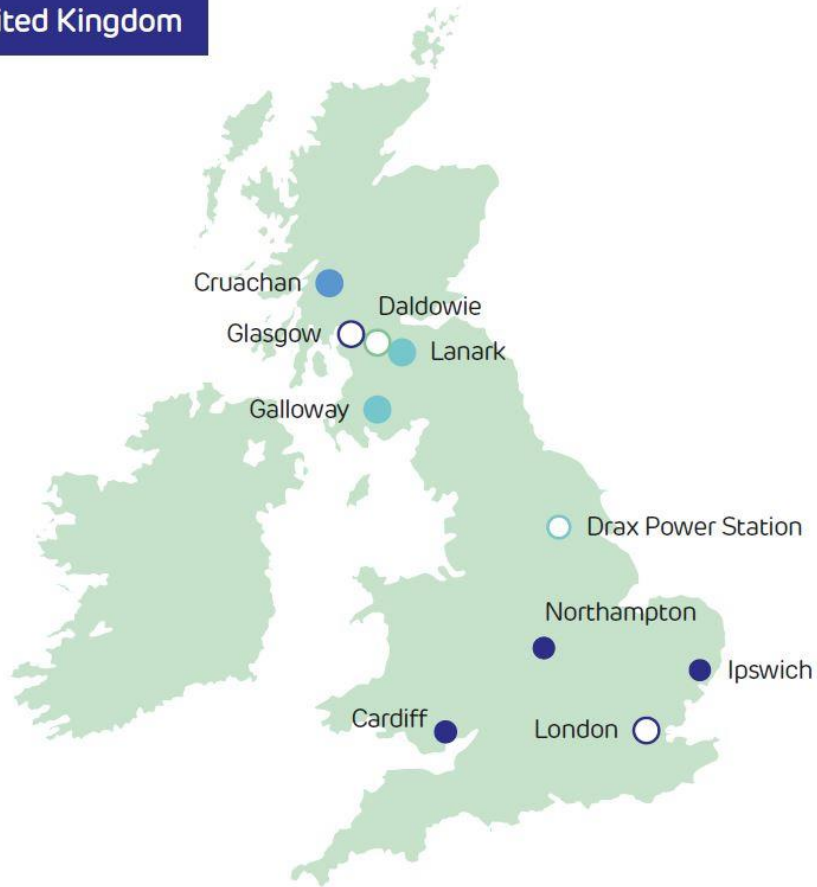 ited Kingdom
Cruachan
Daldowie
Glasgow
Lanark
Galloway
Drax Power Station
Northampton
Ipswich
Cardiff
London